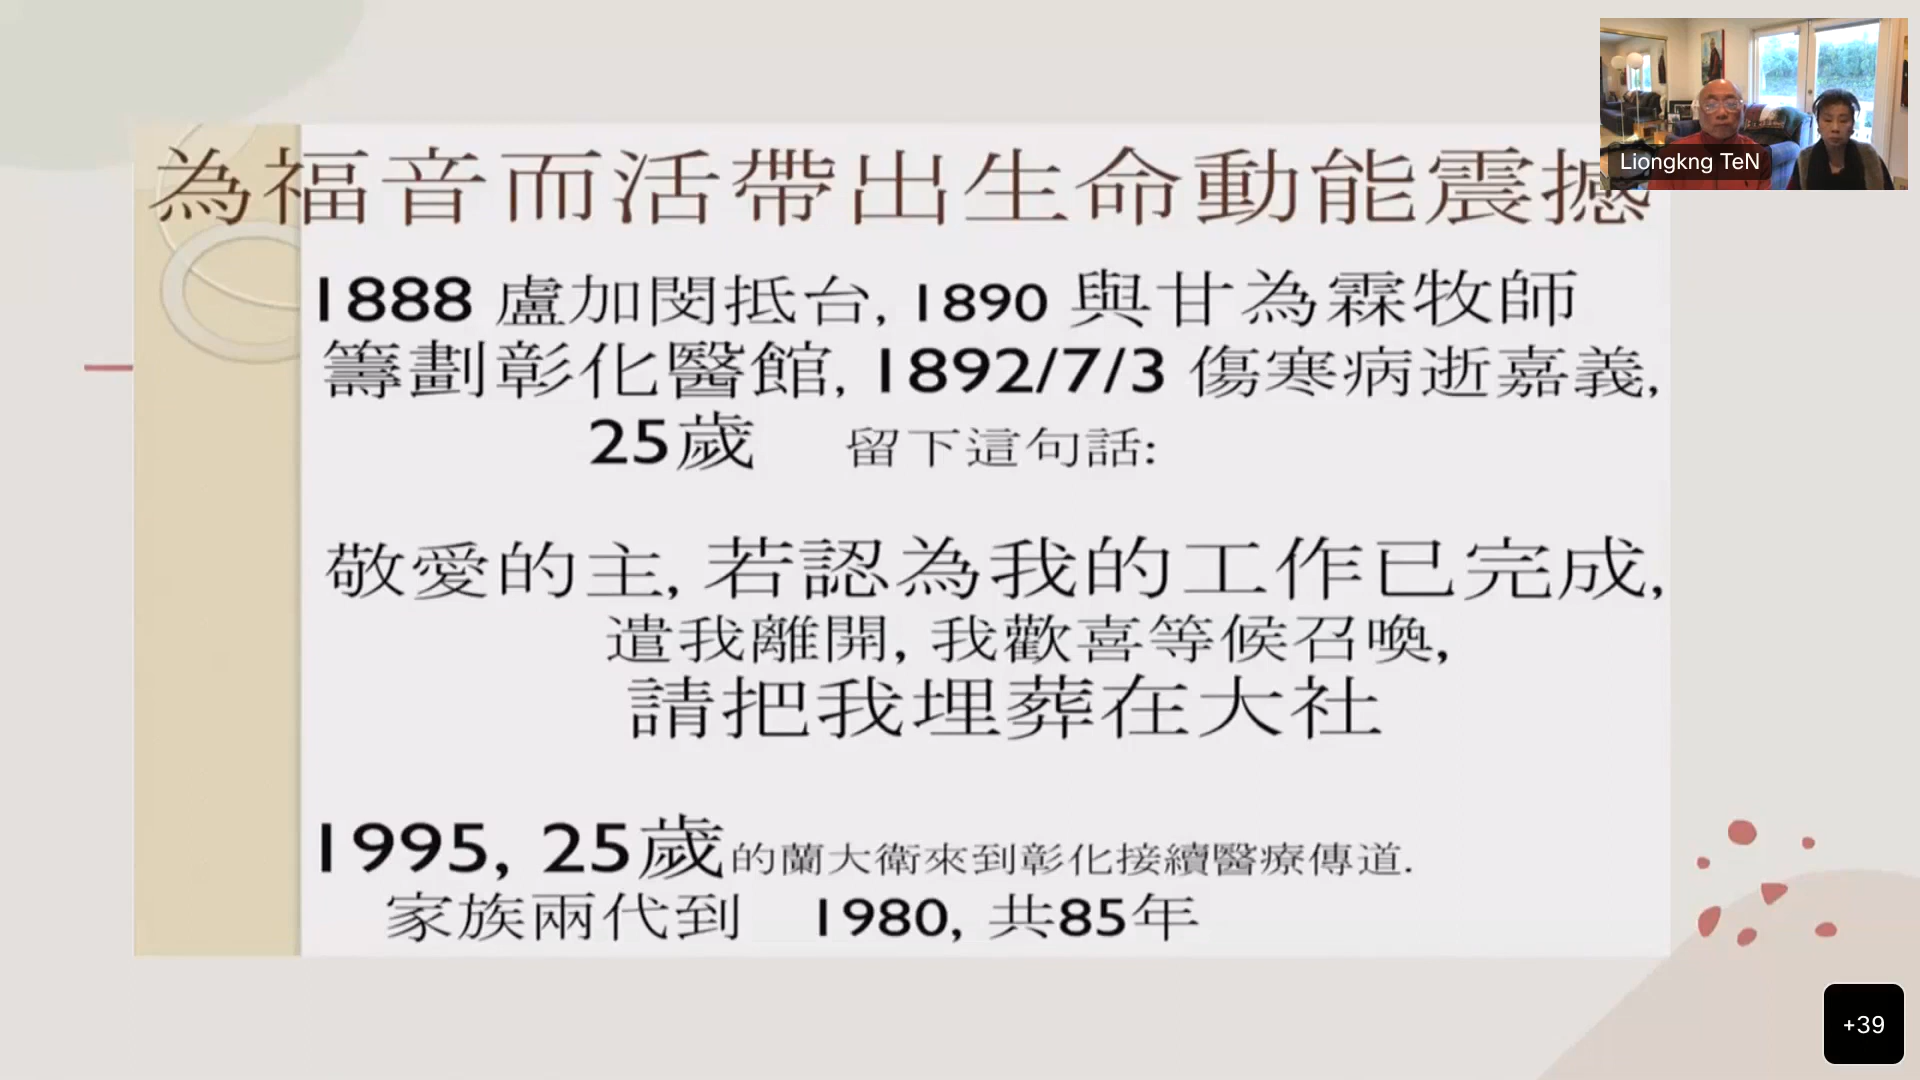 為福音而活帶出生命動能震撼
1888 盧加閔抵台, 1890 與甘為霖牧師
籌劃彰化醫館, 1892/7/3 傷寒病逝嘉義,
25歲 留下這句話:
敬愛的主, 若認為我的工作已完成,
遣我離開, 我歡喜等候召喚,
請把我埋葬在大社
1995, 25歲的蘭大衛來到彰化接續醫療傳道.
家族兩代到 1980, 共85年
Liongkng TeN
+39